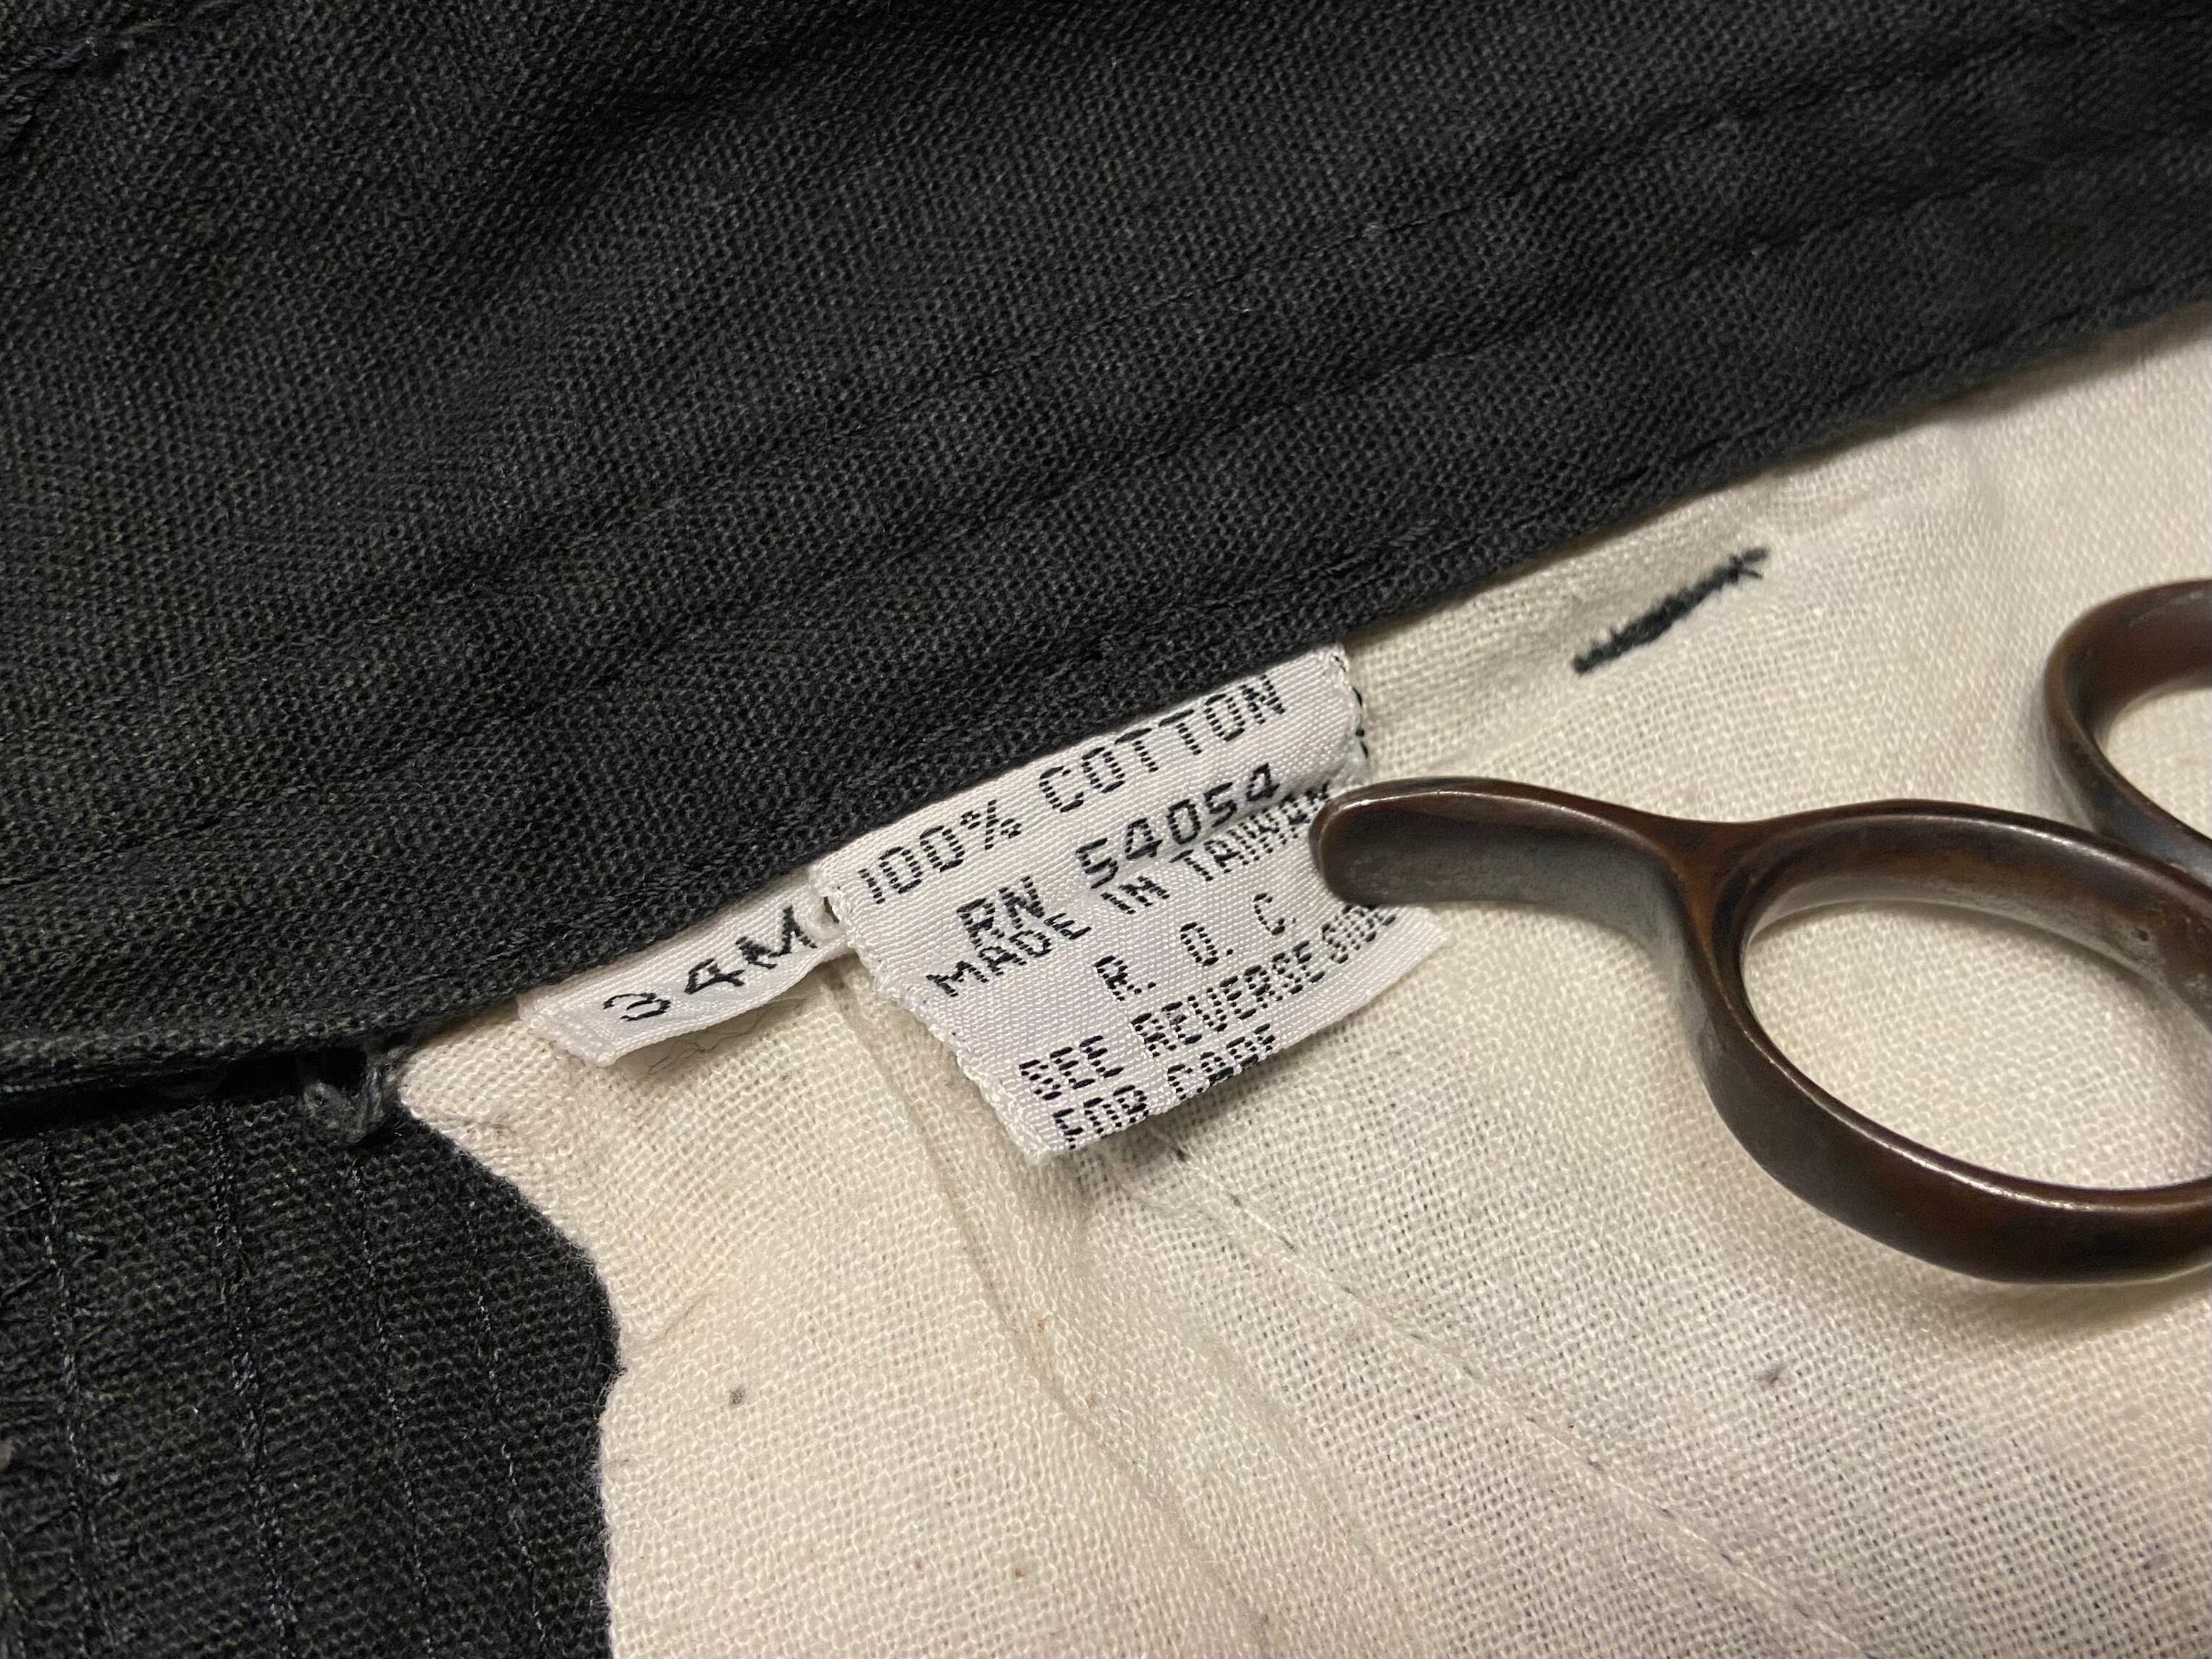 34M
100% COTTON
RN 54054
MADE IN TAIWAN
R. O. C.
SEE REVERSE SIDE
FOR CARE